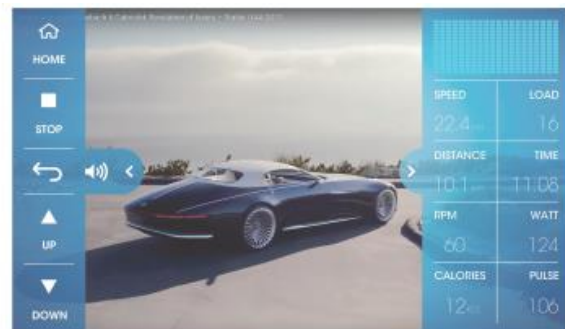 HOME
STOP
UP
DOWN
SPEED LOAD
22.4 16
DISTANCE TIME
10.1 11.08
RPM WATT
60 124
CALORIES PULSE
12 106